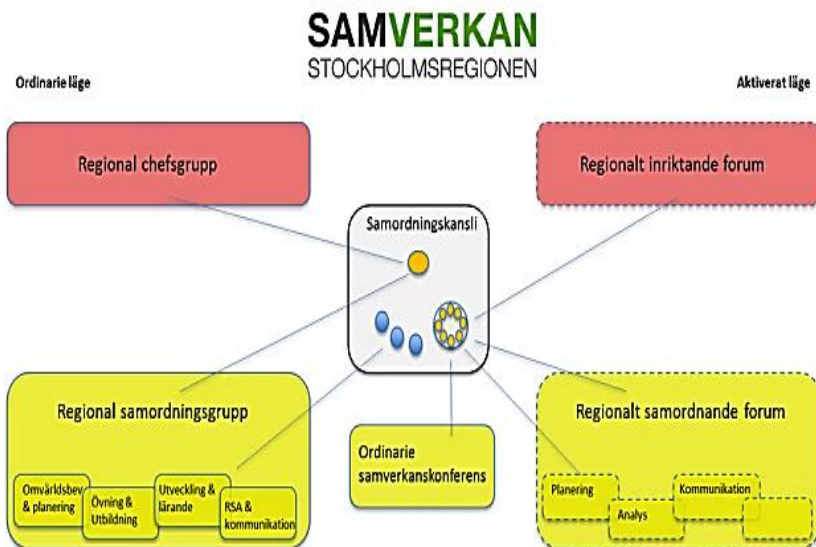 SAMVERKAN
STOCKHOLMSREGIONEN
Ordinarie läge
Aktiverat läge
Regional chefsgrupp
Regionalt inriktande forum
Samordningskansli
Regional samordningsgrupp
Omvärldsbev
& planering
Övning &
Utbildning
Utveckling &
lärande
RSA &
kommunikation
Ordinarie
samverkanskonferens
Regionalt samordnande forum
Planering
Analys
Kommunikation